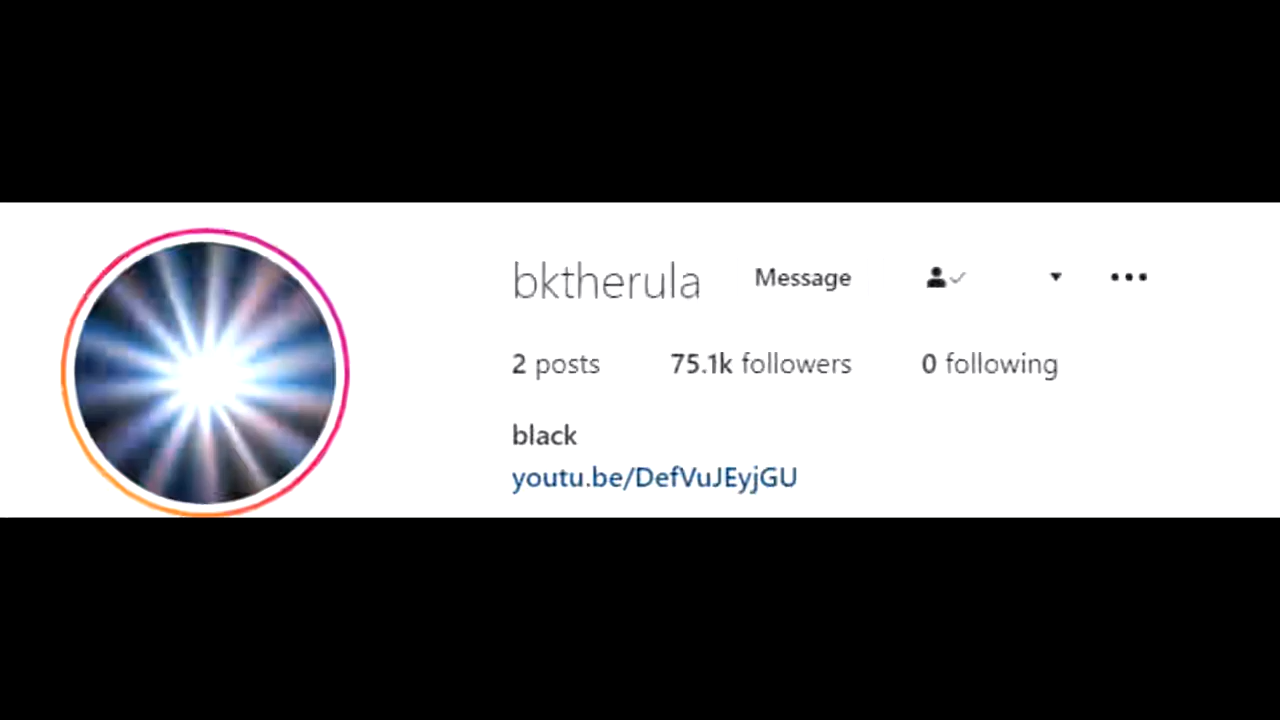 bktherula Message
2 posts 75.1k followers 0 following
black
youtu.be/DefVuJEyjGU